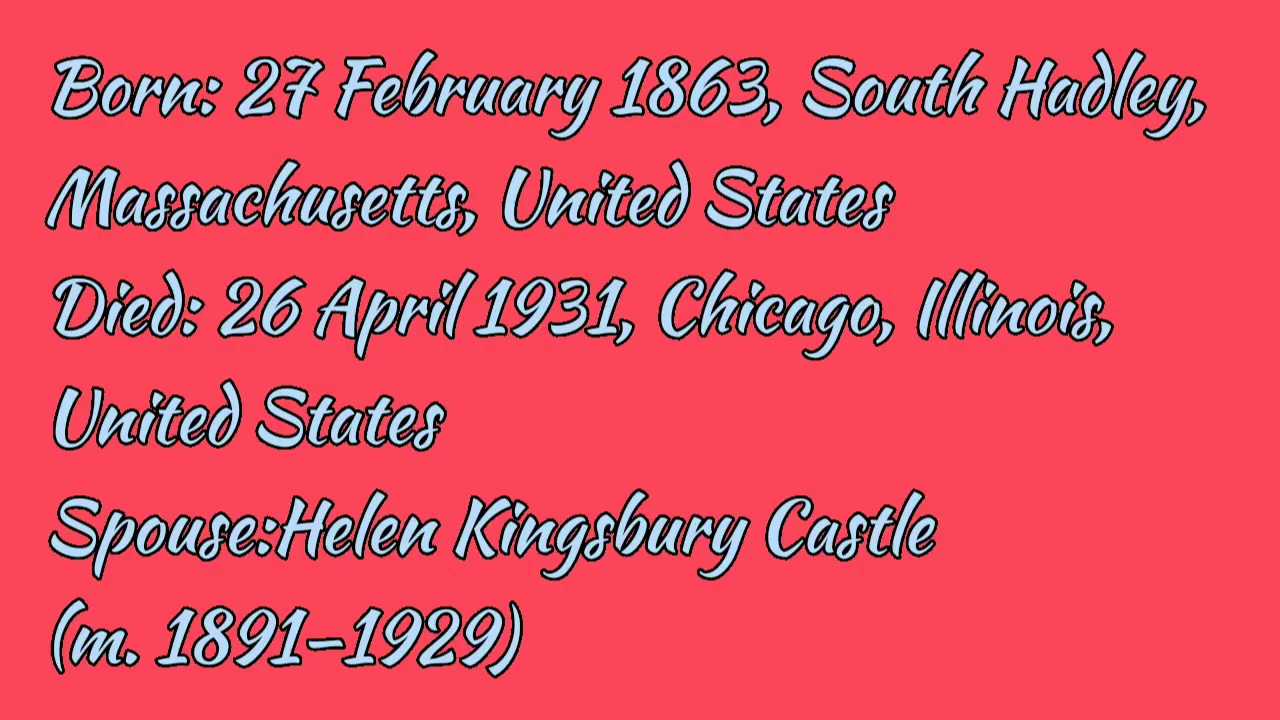 Born: 27 February 1863, South Hadley,
Massachusetts, United States
Died: 26 April 1931, Chicago, Illinois,
United States
Spouse:Helen Kingsbury Castle
(m. 1891–1929)